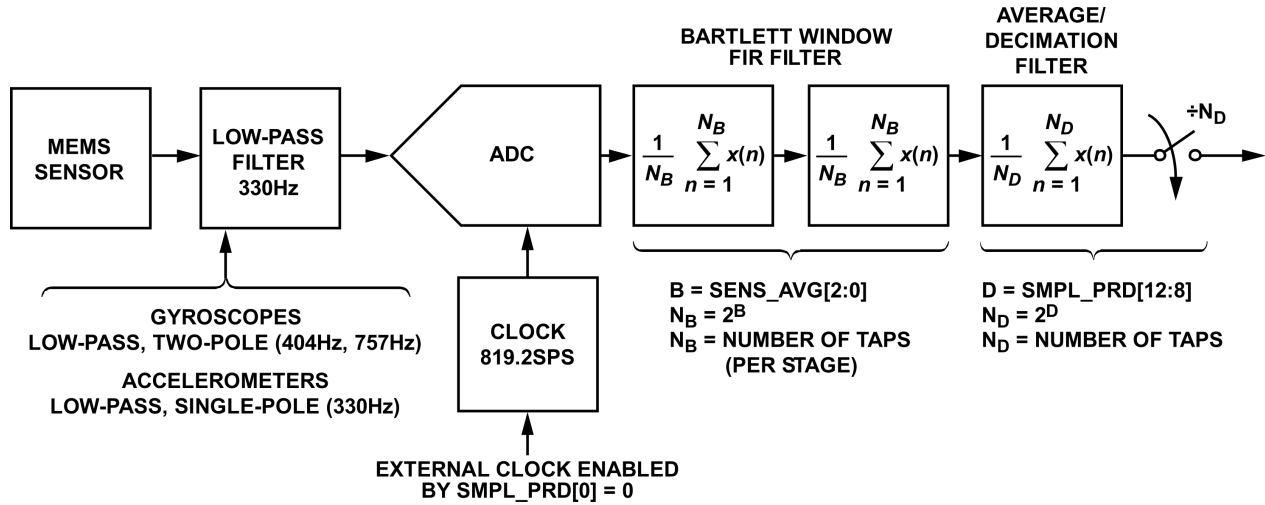 BARTLETT WINDOW
FIR FILTER
AVERAGE/
DECIMATION
FILTER
MEMS
SENSOR
LOW-PASS
FILTER
330Hz
ADC
1/N_B N_B ∑ n = 1 x(n)
1/N_B N_B ∑ n = 1 x(n)
1/N_D N_D ∑ n = 1 x(n)
÷N_D
GYROSCOPES
LOW-PASS, TWO-POLE (404Hz, 757Hz)
ACCELEROMETERS
LOW-PASS, SINGLE-POLE (330Hz)
CLOCK
819.2SPS
EXTERNAL CLOCK ENABLED
BY SMPL_PRD[0] = 0
B = SENS_AVG[2:0]
N_B = 2^B
N_B = NUMBER OF TAPS
(PER STAGE)
D = SMPL_PRD[12:8]
N_D = 2^D
N_D = NUMBER OF TAPS